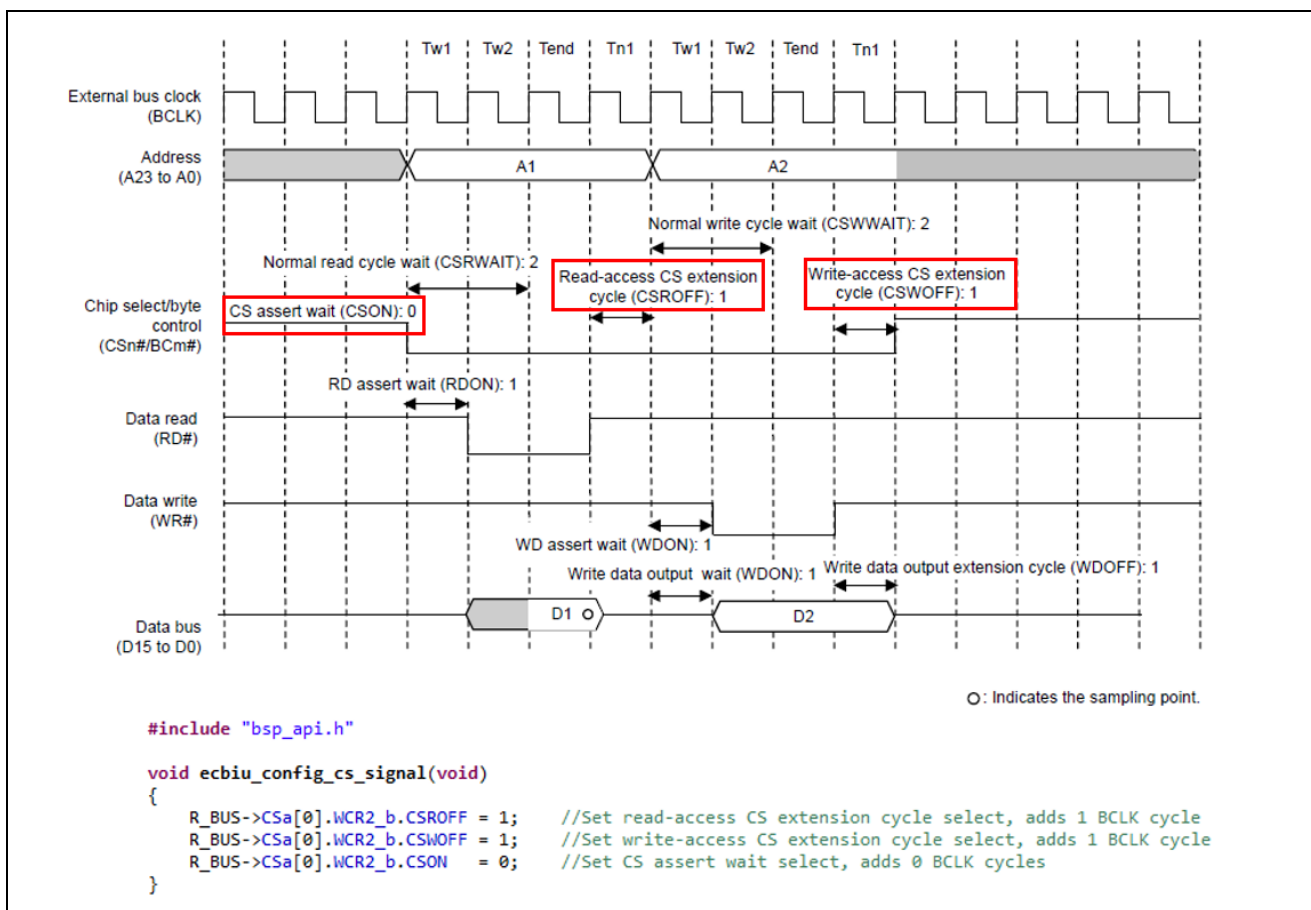 Tw1 Tw2 Tend Tn1 Tw1 Tw2 Tend Tn1
External bus clock
(BCLK)
Address
(A23 to A0)
A1
A2
Normal write cycle wait (CSWWAIT): 2
Normal read cycle wait (CSRWAIT): 2
Read-access CS extension
cycle (CSROFF): 1
Write-access CS extension
cycle (CSWOFF): 1
Chip select/byte
control
(CSn#/BCm#)
CS assert wait (CSON): 0
RD assert wait (RDON): 1
Data read
(RD#)
Data write
(WR#)
WD assert wait (WDON): 1
Write data output wait (WDON): 1
Write data output extension cycle (WDOFF): 1
Data bus
(D15 to D0)
D1
D2
: Indicates the sampling point.
#include "bsp_api.h"
void ecbiu_config_cs_signal(void)
{
R_BUS->CSa[0].WCR2_b.CSROFF = 1; //Set read-access CS extension cycle select, adds 1 BCLK cycle
R_BUS->CSa[0].WCR2_b.CSWOFF = 1; //Set write-access CS extension cycle select, adds 1 BCLK cycle
R_BUS->CSa[0].WCR2_b.CSON = 0; //Set CS assert wait select, adds 0 BCLK cycles
}